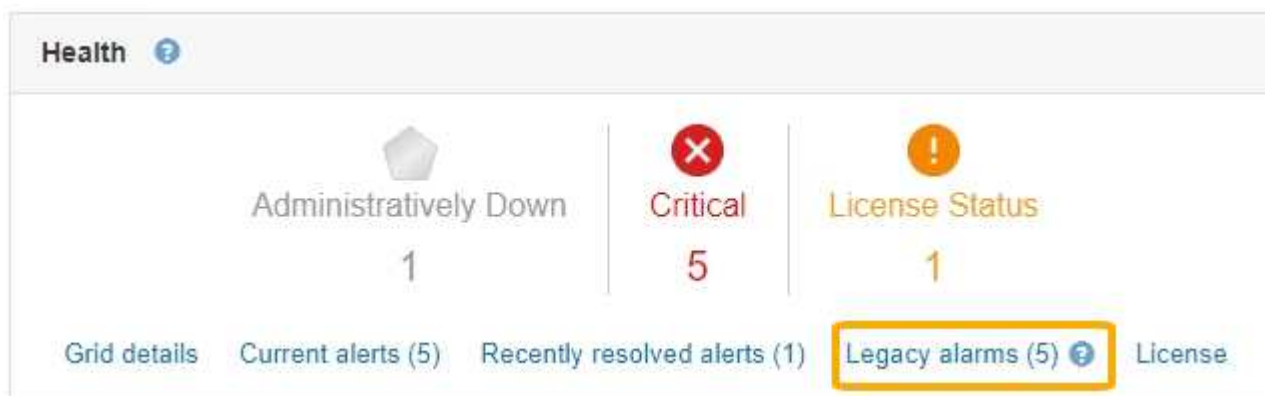 Health
Administratively Down Critical License Status
1 5 1
Grid details Current alerts (5) Recently resolved alerts (1) Legacy alarms (5) License